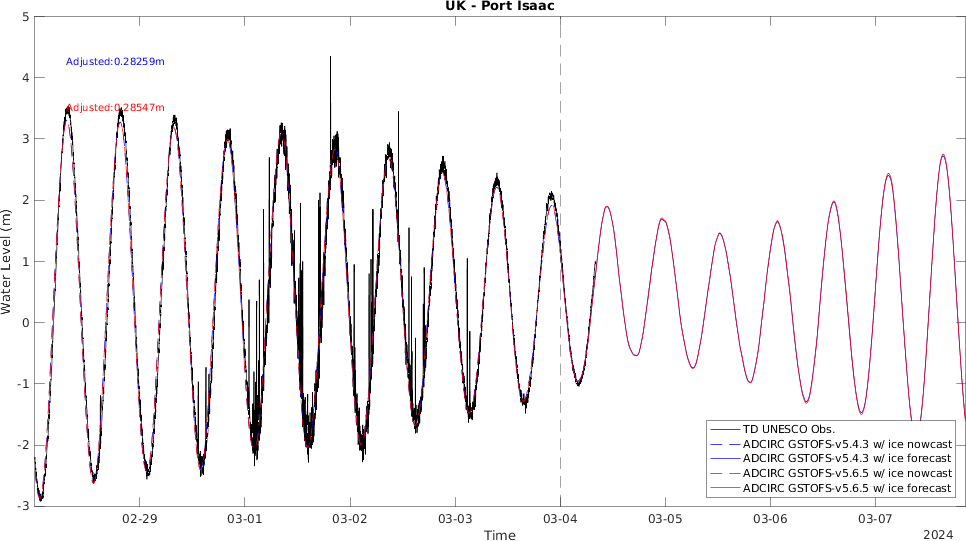 UK - Port Isaac
5
4
3
2
1
0
-1
-2
-3
Water Level (m)
Adjusted:0.28259m
Adjusted:0.28547m
TD UNESCO Obs.
ADCIRC GSTOFS-v5.4.3 w/ ice nowcast
ADCIRC GSTOFS-v5.4.3 w/ ice forecast
ADCIRC GSTOFS-v5.6.5 w/ ice nowcast
ADCIRC GSTOFS-v5.6.5 w/ ice forecast
02-29 03-01 03-02 03-03 03-04 03-05 03-06 03-07
Time
2024